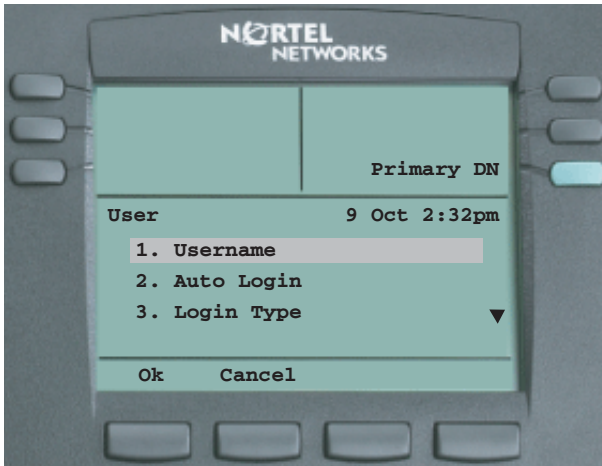 NORTEL
NETWORKS
Primary DN
User 9 Oct 2:32pm
1. Username
2. Auto Login
3. Login Type
Ok Cancel